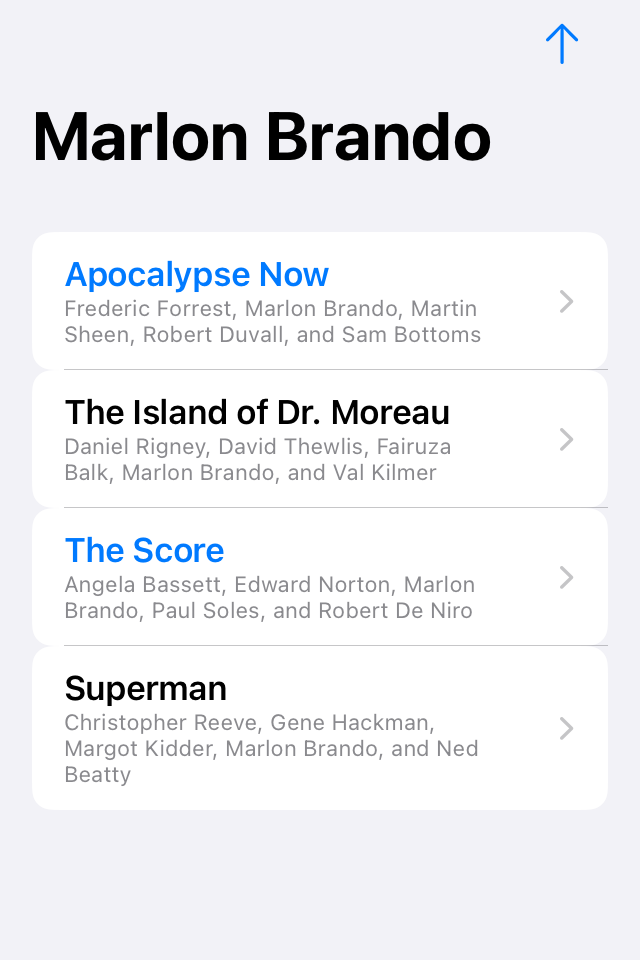 Marlon Brando
Apocalypse Now
Frederic Forrest, Marlon Brando, Martin
Sheen, Robert Duvall, and Sam Bottoms
The Island of Dr. Moreau
Daniel Rigney, David Thewlis, Fairuza
Balk, Marlon Brando, and Val Kilmer
The Score
Angela Bassett, Edward Norton, Marlon
Brando, Paul Soles, and Robert De Niro
Superman
Christopher Reeve, Gene Hackman,
Margot Kidder, Marlon Brando, and Ned
Beatty